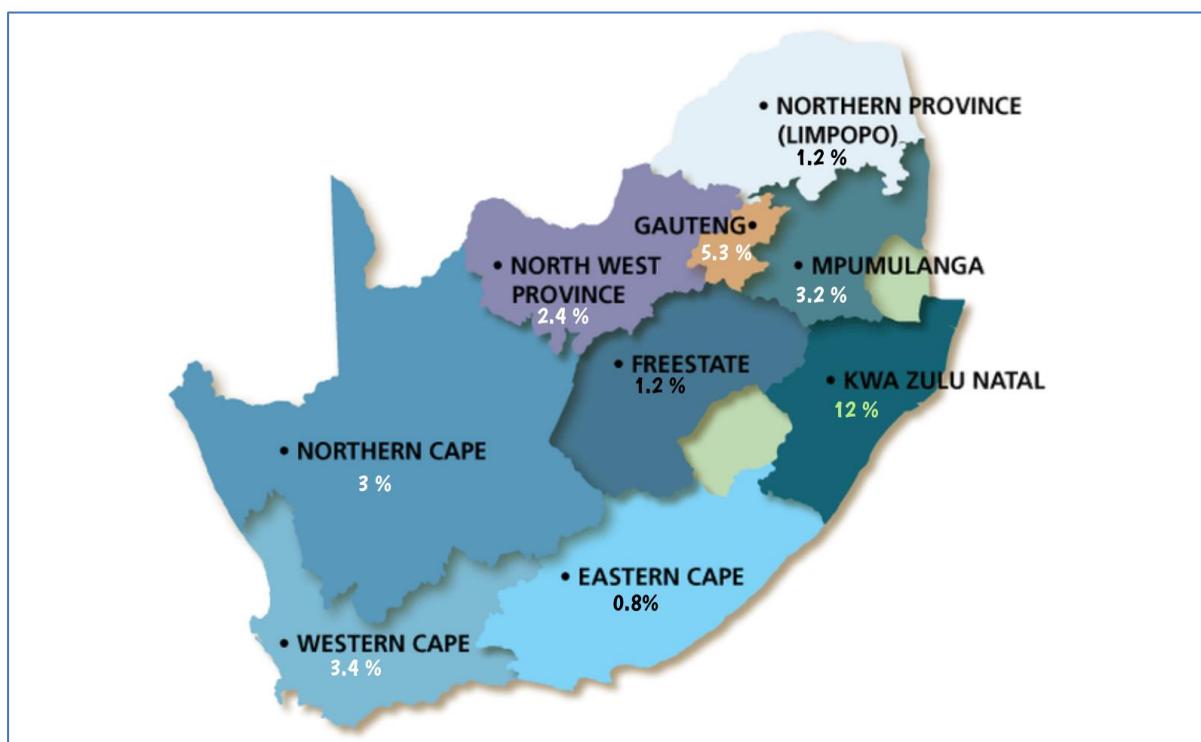 • NORTHERN PROVINCE
(LIMPOPO)
1.2 %
GAUTENG•
5.3 %
• NORTH WEST
PROVINCE
2.4 %
• MPUMULANGA
3.2 %
• FREESTATE
1.2 %
• KWA ZULU NATAL
12 %
• NORTHERN CAPE
3 %
• EASTERN CAPE
0.8%
• WESTERN CAPE
3.4 %